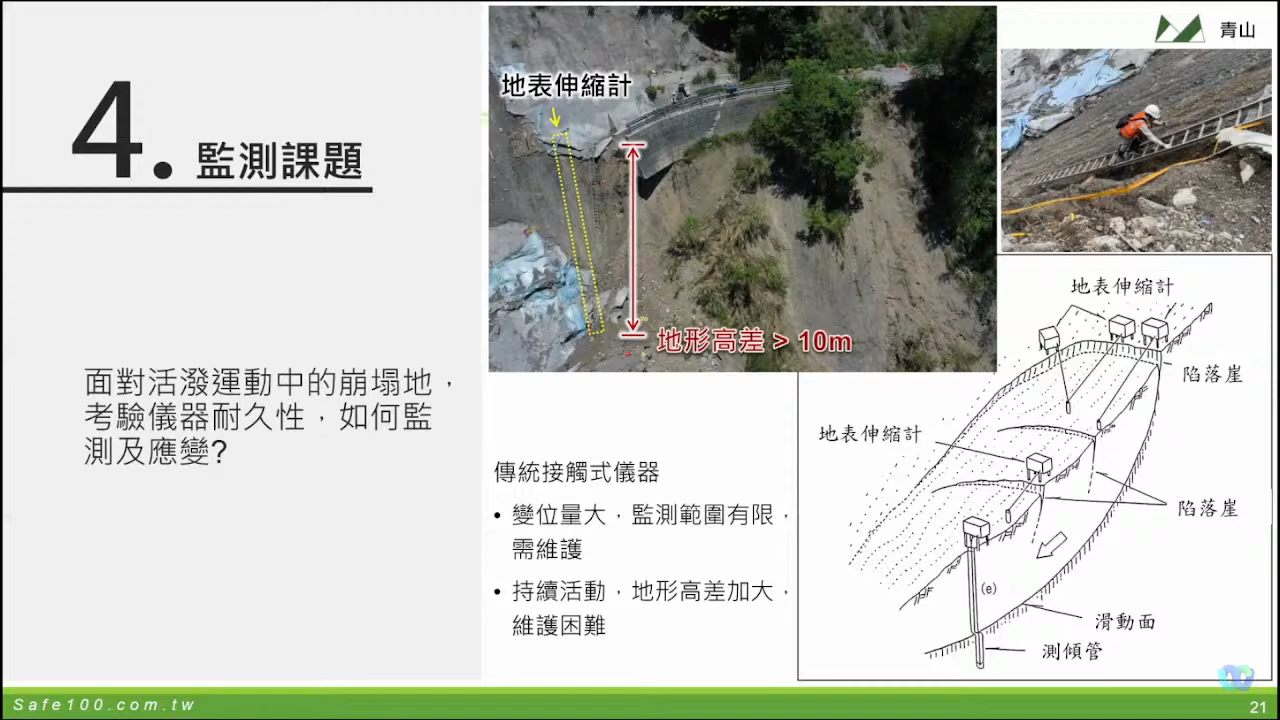 青山
4. 監測課題
面對活潑運動中的崩塌地，
考驗儀器耐久性，如何監
測及應變?
地表伸縮計
地形高差 > 10m
傳統接觸式儀器
• 變位量大，監測範圍有限，
需維護
• 持續活動，地形高差加大，
維護困難
地表伸縮計
陷落崖
地表伸縮計
陷落崖
(e)
滑動面
測傾管
Safe100.com.tw
21